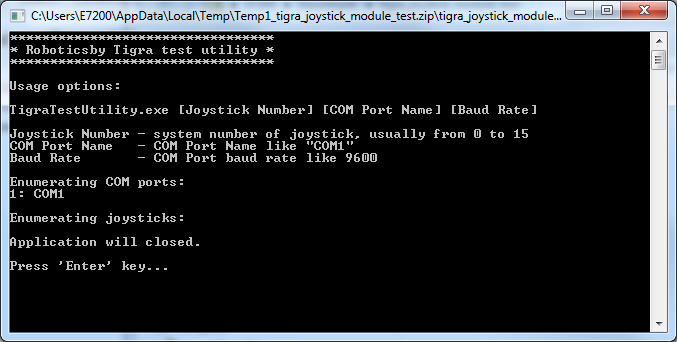 C:\Users\E7200\AppData\Local\Temp\Temp1_tigra_joystick_module_test.zip\tigra_joystick_module...
*********************************
* Roboticsby Tigra test utility *
*********************************
Usage options:
TigraTestUtility.exe [Joystick Number] [COM Port Name] [Baud Rate]
Joystick Number - system number of joystick, usually from 0 to 15
COM Port Name - COM Port Name like "COM1"
Baud Rate - COM Port baud rate like 9600
Enumerating COM ports:
1: COM1
Enumerating joysticks:
Application will closed.
Press 'Enter' key...